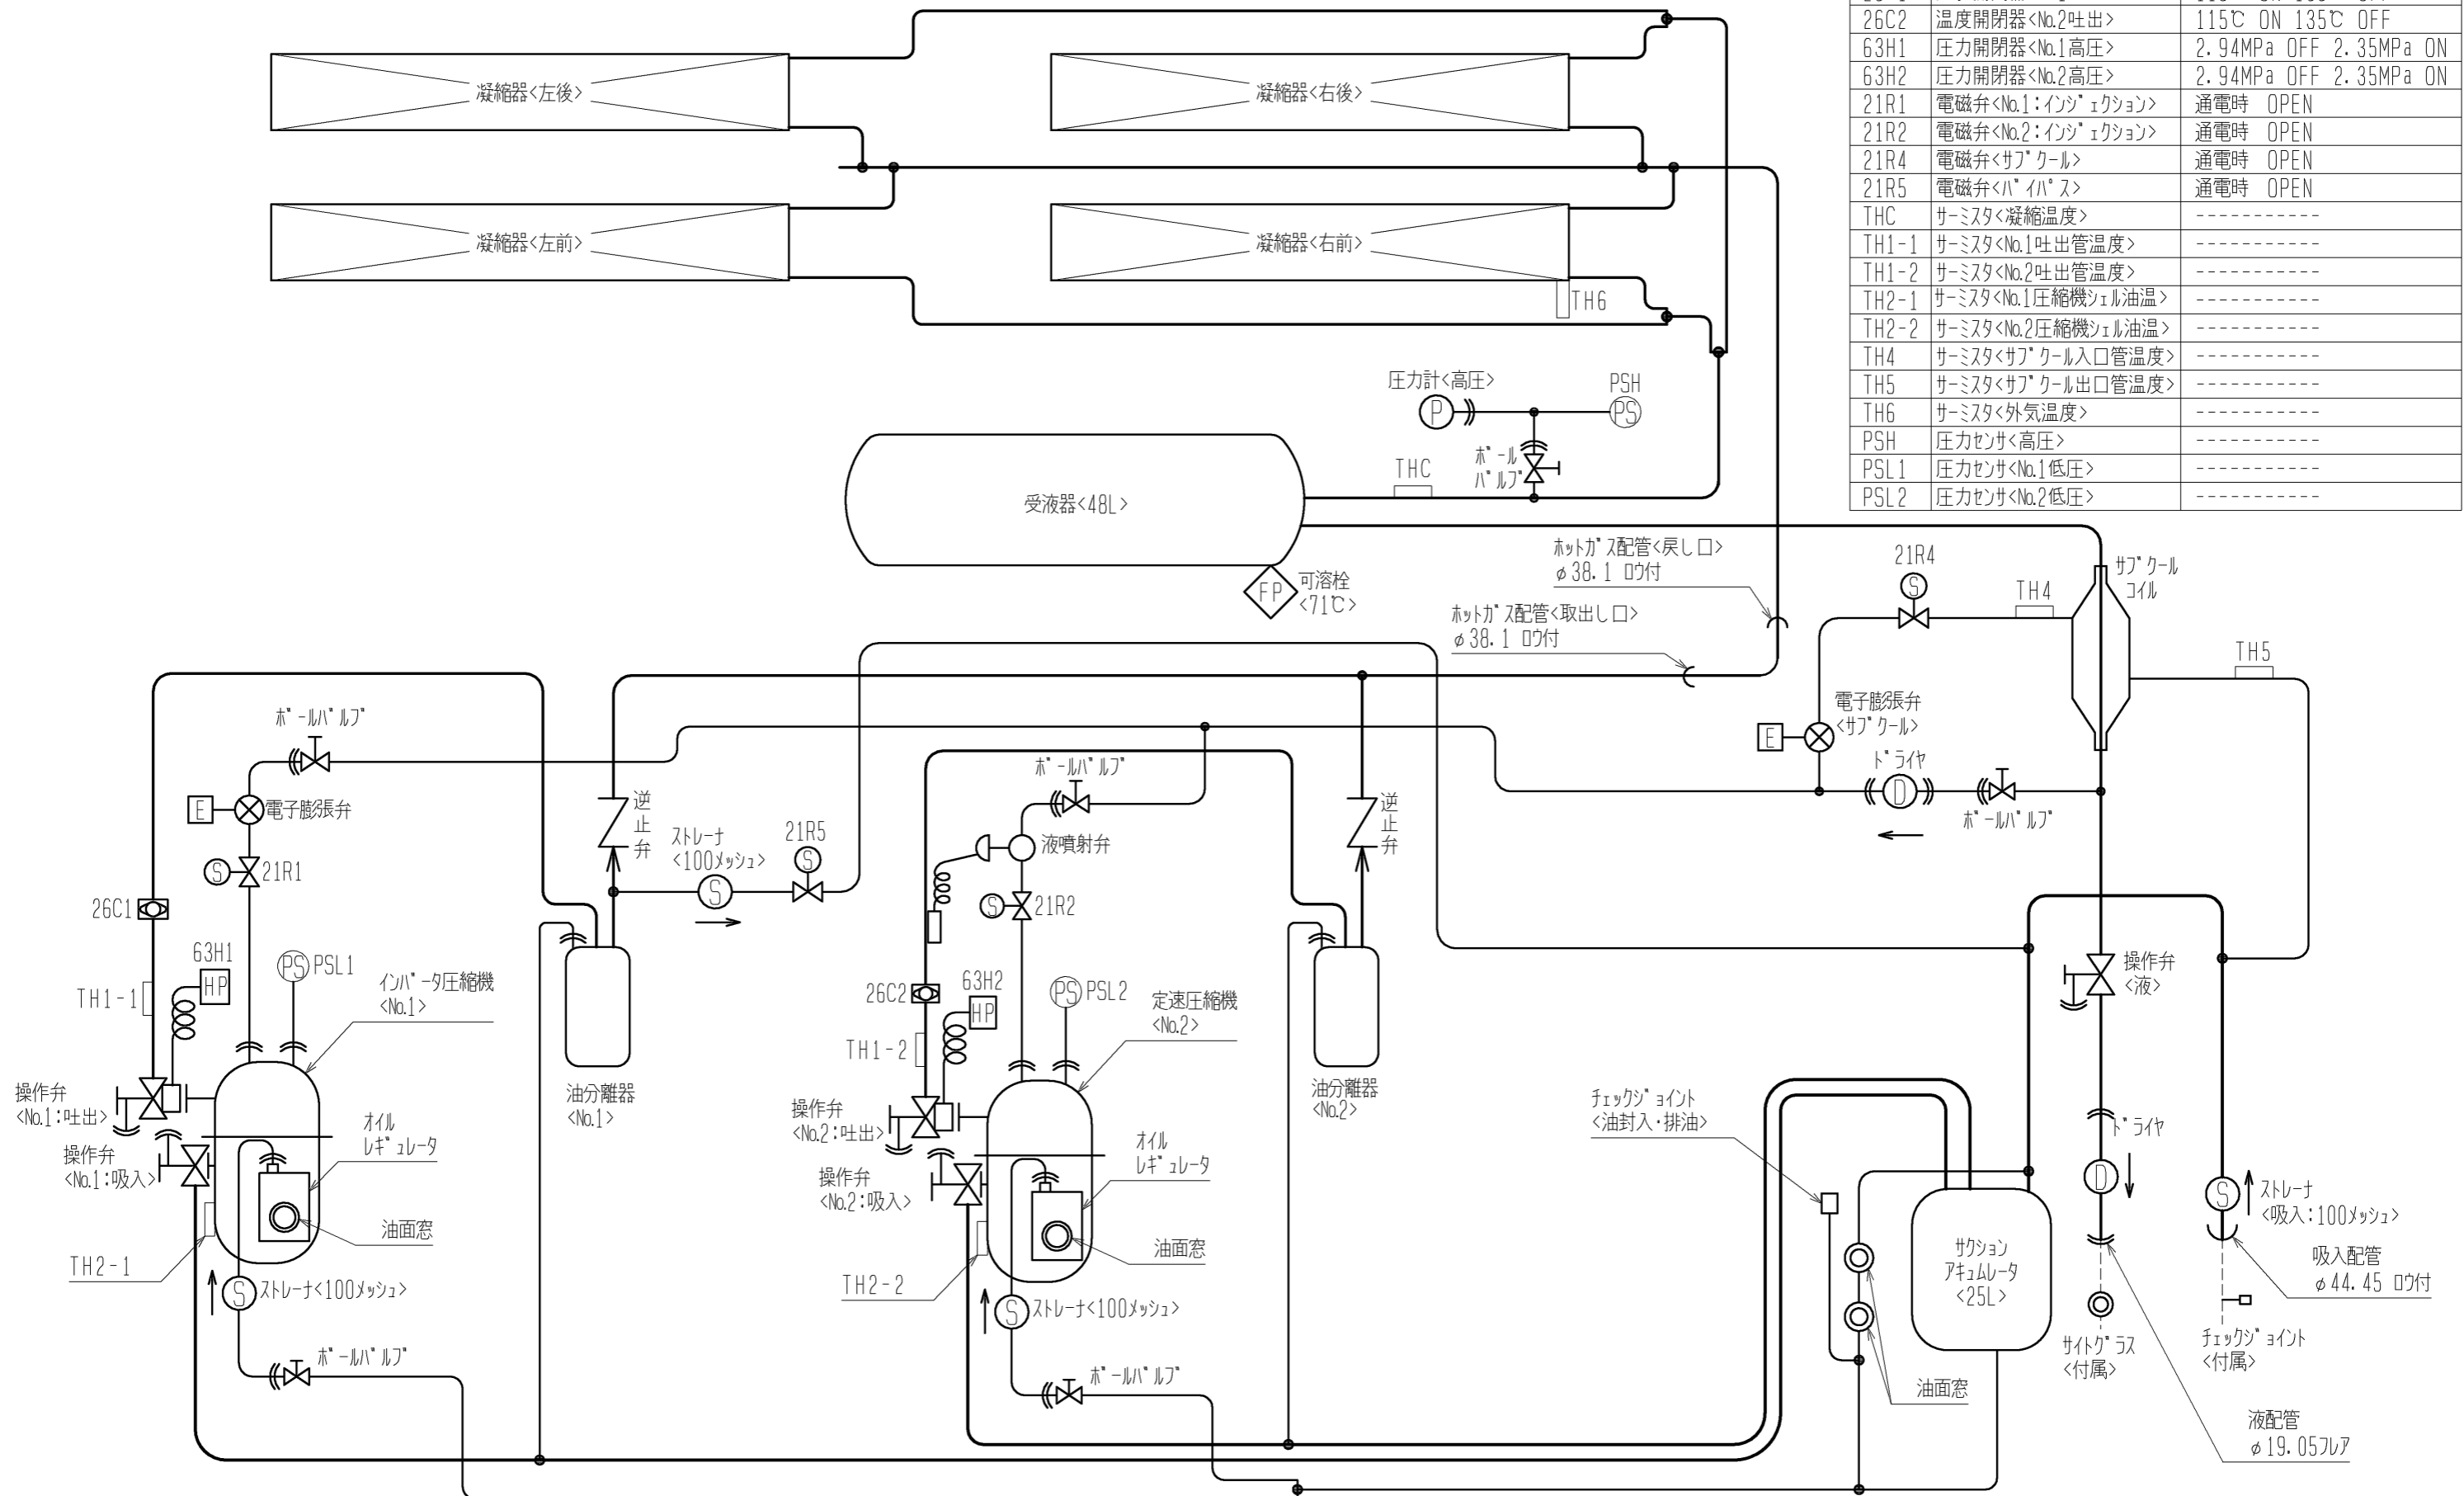 26C2 温度開閉器<No.2吐出> 115℃ ON 135℃ OFF
63H1 圧力開閉器<No.1高圧> 2.94MPa OFF 2.35MPa ON
63H2 圧力開閉器<No.2高圧> 2.94MPa OFF 2.35MPa ON
21R1 電磁弁<No.1:インジェクション> 通電時 OPEN
21R2 電磁弁<No.2:インジェクション> 通電時 OPEN
21R4 電磁弁<サブクール> 通電時 OPEN
21R5 電磁弁<バイパス> 通電時 OPEN
THC サーミスタ<凝縮温度> -----------
TH1-1 サーミスタ<No.1吐出管温度> -----------
TH1-2 サーミスタ<No.2吐出管温度> -----------
TH2-1 サーミスタ<No.1圧縮機シェル油温> -----------
TH2-2 サーミスタ<No.2圧縮機シェル油温> -----------
TH4 サーミスタ<サブクール入口管温度> -----------
TH5 サーミスタ<サブクール出口管温度> -----------
TH6 サーミスタ<外気温度> -----------
PSH 圧力センサ<高圧> -----------
PSL1 圧力センサ<No.1低圧> -----------
PSL2 圧力センサ<No.2低圧> -----------
凝縮器<左後>
凝縮器<右後>
凝縮器<左前>
凝縮器<右前>
TH6
圧力計<高圧>
P
PSH
PS
THC
ボール
バルブ
受液器<48L>
FP
可溶栓
<71℃>
ホットガス配管<戻し口>
φ38.1 ロウ付
ホットガス配管<取出し口>
φ38.1 ロウ付
21R4
S
TH4
サブクール
コイル
TH5
電子膨張弁
<サブクール>
E
ドライヤ
D
ボールバルブ
ボールバルブ
E
電子膨張弁
S
21R1
26C1
63H1
HP
PS
PSL1
TH1-1
インバータ圧縮機
<No.1>
操作弁
<No.1:吐出>
操作弁
<No.1:吸入>
オイル
レギュレータ
油面窓
TH2-1
S
ストレーナ<100メッシュ>
ボールバルブ
逆
止
弁
ストレーナ
<100メッシュ>
S
21R5
S
油分離器
<No.1>
ボールバルブ
液噴射弁
S
21R2
26C2
63H2
HP
PS
PSL2
TH1-2
定速圧縮機
<No.2>
操作弁
<No.2:吐出>
操作弁
<No.2:吸入>
オイル
レギュレータ
油面窓
TH2-2
S
ストレーナ<100メッシュ>
ボールバルブ
逆
止
弁
油分離器
<No.2>
チェックジョイント
<油封入・排油>
油面窓
サクション
アキュムレータ
<25L>
操作弁
<液>
ドライヤ
D
サイトグラス
<付属>
S
ストレーナ
<吸入:100メッシュ>
吸入配管
φ44.45 ロウ付
チェックジョイント
<付属>
液配管
φ19.05フレア